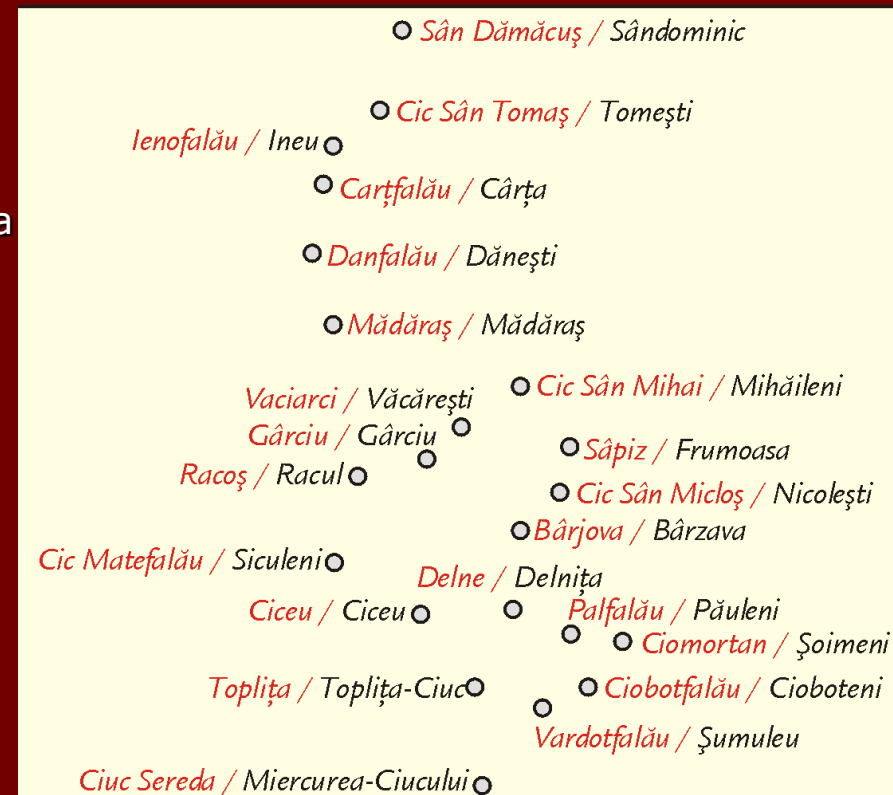 Sân Dămăcuş / Sândominic
Cic Sân Tomaş / Tomeşti
Ienofalău / Ineu
Carţfalău / Cârţa
a
Danfalău / Dăneşti
Mădăraş / Mădăraş
Cic Sân Mihai / Mihăileni
Vaciarci / Văcăreşti
Gârciu / Gârciu
Sâpiz / Frumoasa
Racoş / Racul
Cic Sân Micloş / Nicoleşti
Bârjova / Bârzava
Cic Matefalău / Siculeni
Delne / Delniţa
Ciceu / Ciceu
Palfalău / Păuleni
Ciomortan / Şoimeni
Topliţa / Topliţa-Ciuc
Ciobotfalău / Cioboteni
Vardotfalău / Şumuleu
Ciuc Sereda / Miercurea-Ciucului